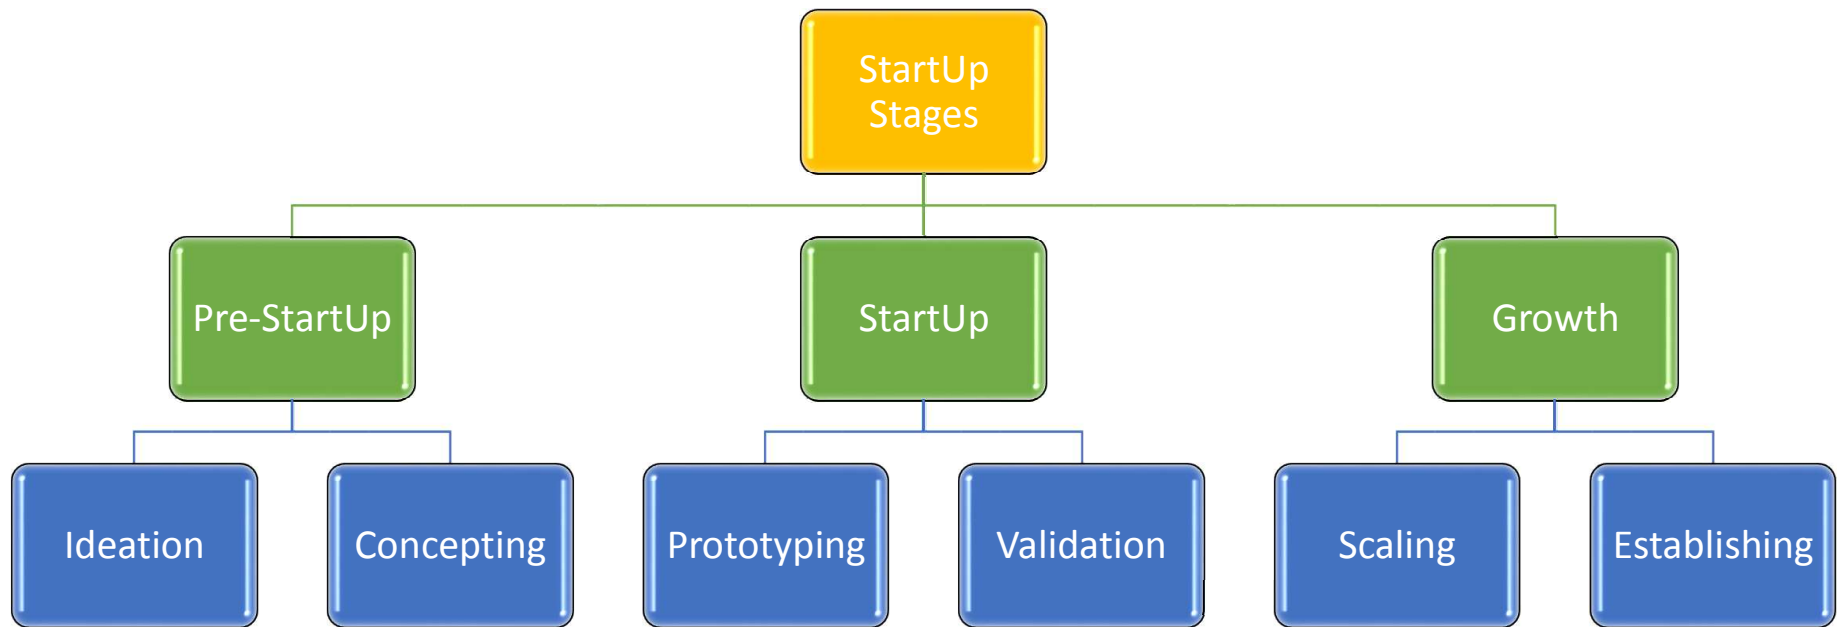 StartUp
Stages
Pre-StartUp
StartUp
Growth
Ideation
Concepting
Prototyping
Validation
Scaling
Establishing